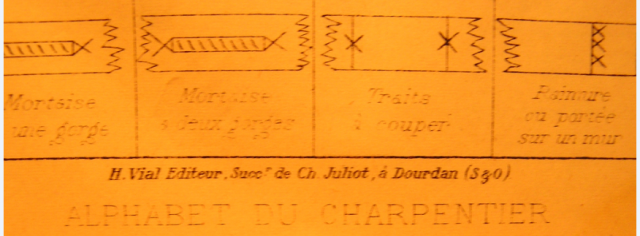 Mortaise
une gorge
Mortaise
à deux gorges
Traits
à couper
Rainure
ou portée
sur un mur
H. Vial Editeur, Succr de Ch. Juliot, à Dourdan (S&O)
ALPHABET DU CHARPENTIER